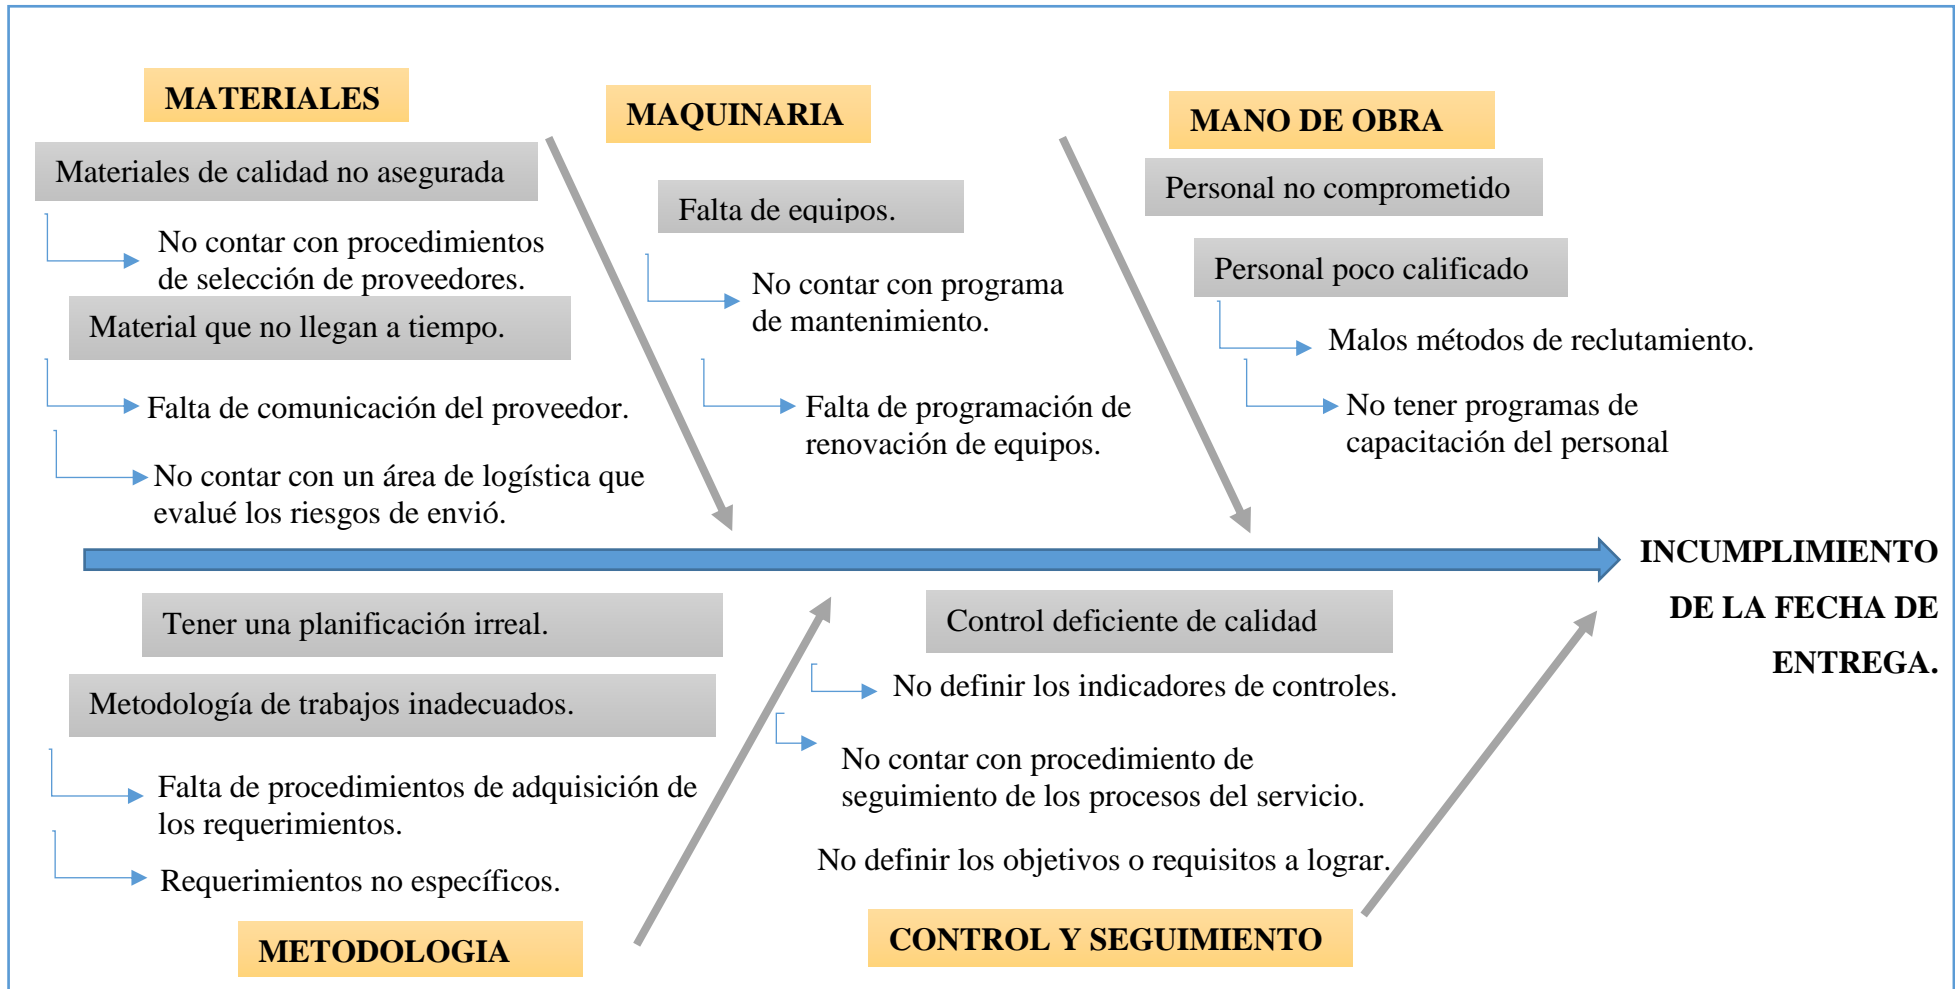 MATERIALES
Materiales de calidad no asegurada
No contar con procedimientos
de selección de proveedores.
Material que no llegan a tiempo.
Falta de comunicación del proveedor.
No contar con un área de logística que
evalué los riesgos de envió.
MAQUINARIA
Falta de equipos.
No contar con programa
de mantenimiento.
Falta de programación de
renovación de equipos.
MANO DE OBRA
Personal no comprometido
Personal poco calificado
Malos métodos de reclutamiento.
No tener programas de
capacitación del personal
INCUMPLIMIENTO
DE LA FECHA DE
ENTREGA.
Tener una planificación irreal.
Metodología de trabajos inadecuados.
Falta de procedimientos de adquisición de
los requerimientos.
Requerimientos no específicos.
METODOLOGIA
Control deficiente de calidad
No definir los indicadores de controles.
No contar con procedimiento de
seguimiento de los procesos del servicio.
No definir los objetivos o requisitos a lograr.
CONTROL Y SEGUIMIENTO